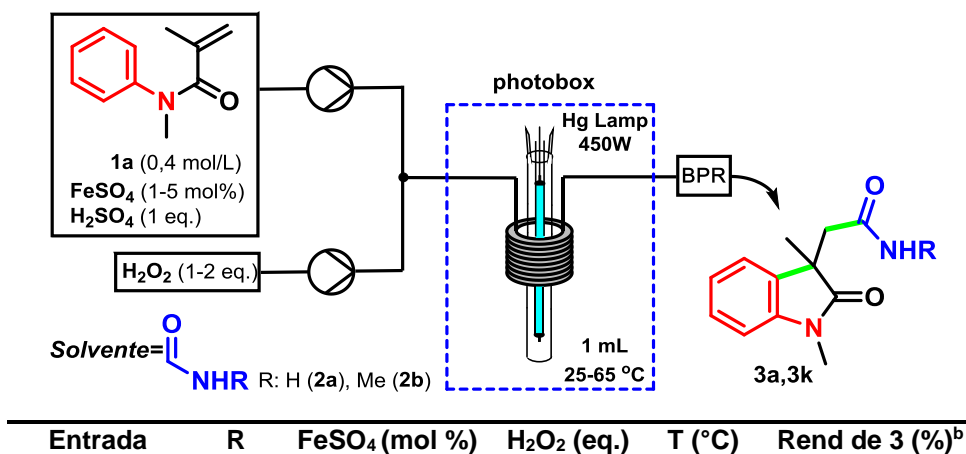 N
O
1a (0,4 mol/L)
FeSO₄ (1-5 mol%)
H₂SO₄ (1 eq.)
H₂O₂ (1-2 eq.)
Solvente=
O
NHR
R: H (2a), Me (2b)
photobox
Hg Lamp
450W
1 mL
25-65 °C
BPR
O
NHR
O
N
3a,3k
Entrada R FeSO₄ (mol %) H₂O₂ (eq.) T (°C) Rend de 3 (%)ᵇ